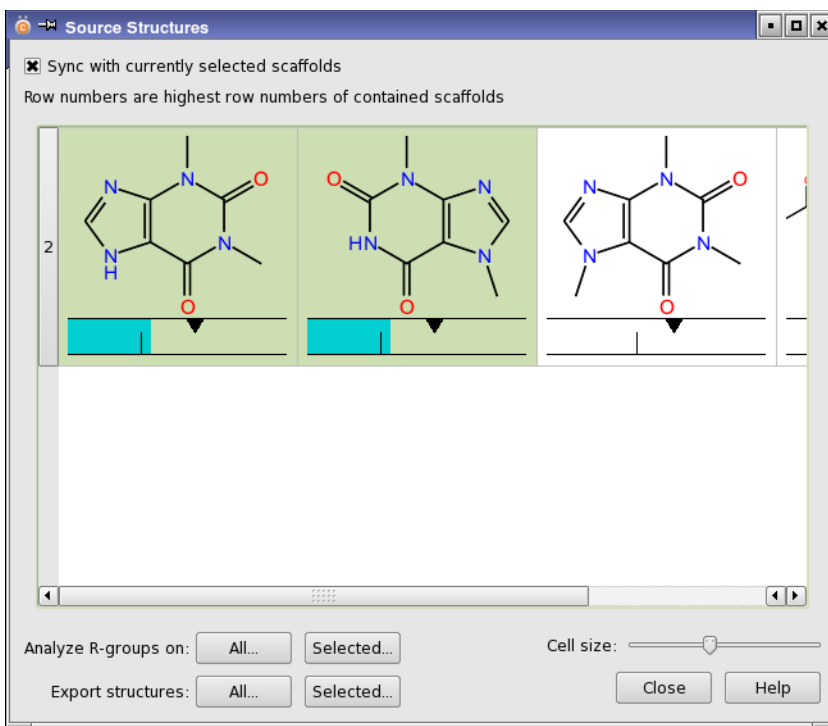 Source Structures
Sync with currently selected scaffolds
Row numbers are highest row numbers of contained scaffolds
2
N N O
N H N O
O N N
HN N O
N N O
N N O
Analyze R-groups on: All... Selected... Cell size:
Export structures: All... Selected... Close Help